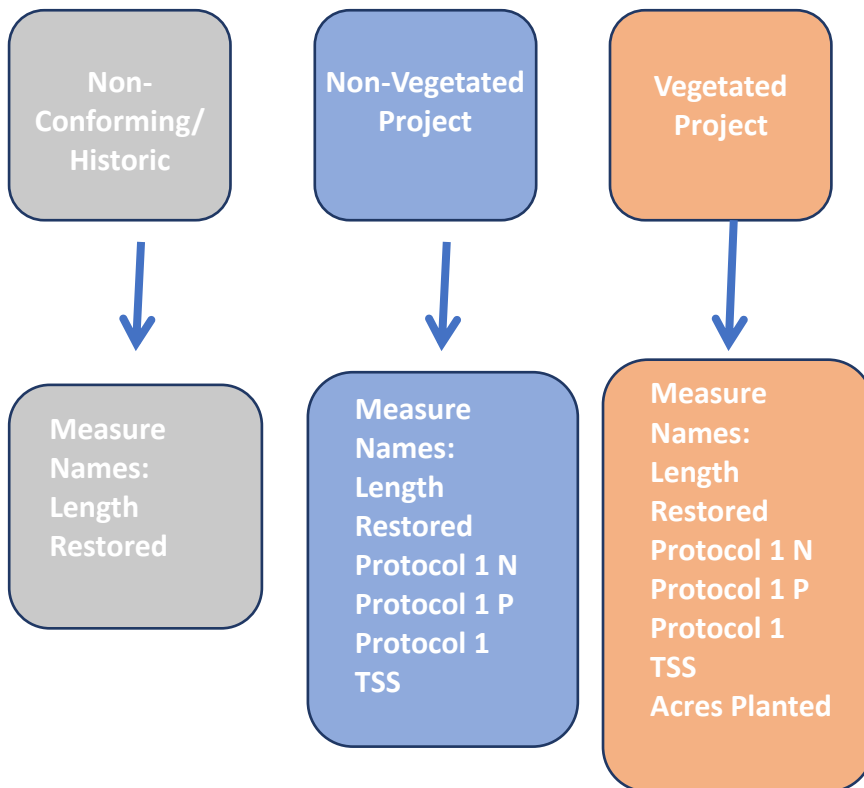 Non-
Conforming/
Historic
Non-Vegetated
Project
Vegetated
Project
Measure
Names:
Length
Restored
Measure
Names:
Length
Restored
Protocol 1 N
Protocol 1 P
Protocol 1
TSS
Measure
Names:
Length
Restored
Protocol 1 N
Protocol 1 P
Protocol 1
TSS
Acres Planted